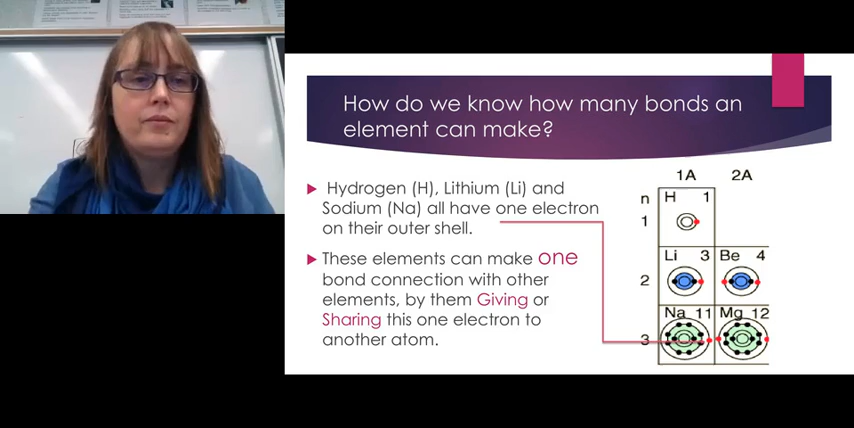 How do we know how many bonds an
element can make?
Hydrogen (H), Lithium (Li) and
Sodium (Na) all have one electron
on their outer shell.
These elements can make one
bond connection with other
elements, by them Giving or
Sharing this one electron to
another atom.
1A 2A
n H 1
1
Li 3 Be 4
2
Na 11 Mg 12
3